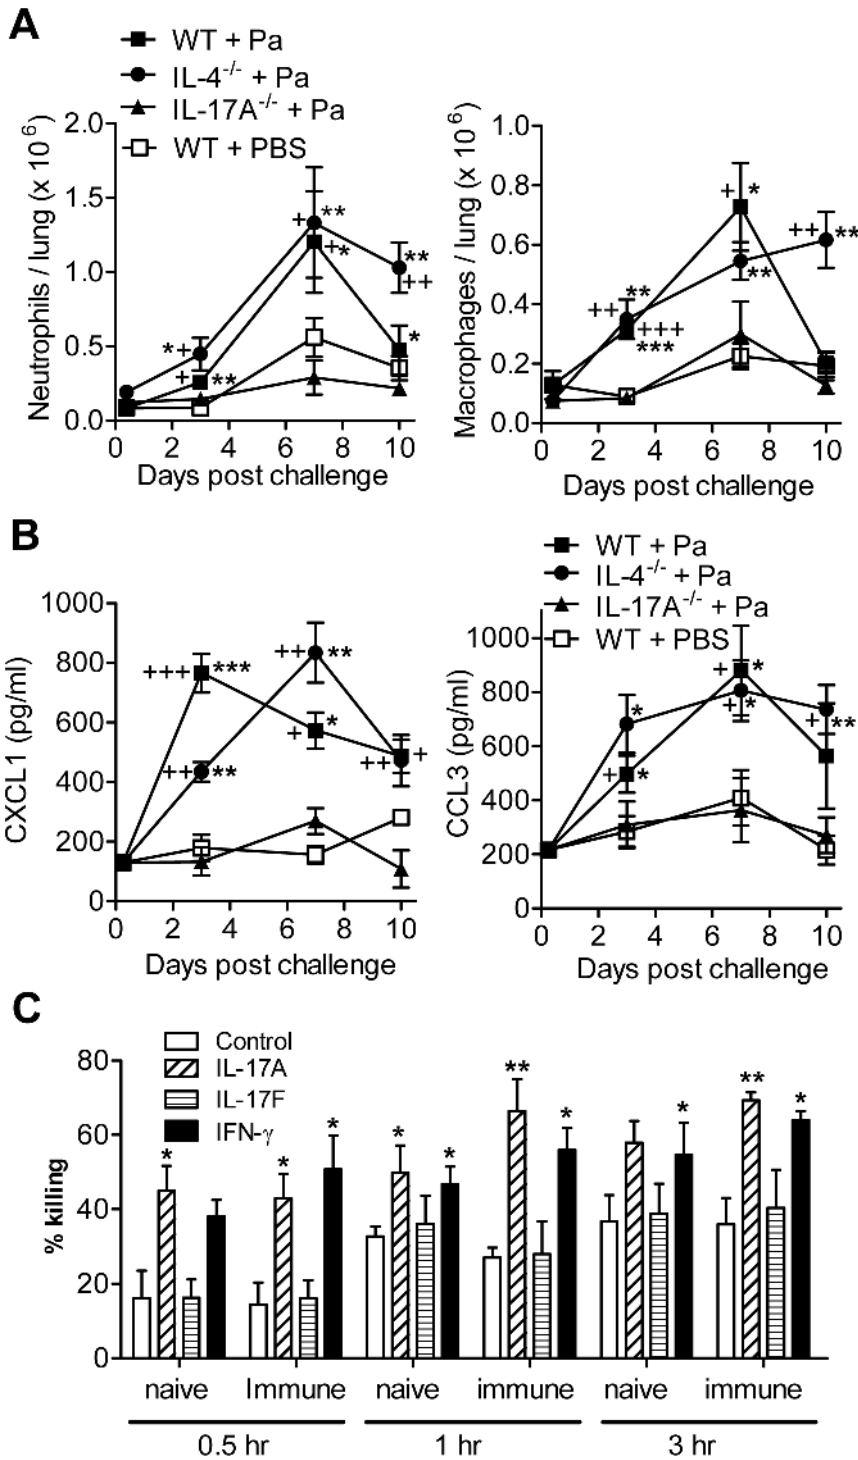 A
WT + Pa
IL-4-/- + Pa
IL-17A-/- + Pa
WT + PBS
Neutrophils / lung (x 10^6)
2.0
1.5
1.0
0.5
0.0
+ **
+*
**
++
*+
+ **
*
0 2 4 6 8 10
Days post challenge
Macrophages / lung (x 10^6)
1.0
0.8
0.6
0.4
0.2
0.0
+ *
++ **
**
**
++
+++
***
0 2 4 6 8 10
Days post challenge
B
WT + Pa
IL-4-/- + Pa
IL-17A-/- + Pa
WT + PBS
CXCL1 (pg/ml)
1000
800
600
400
200
0
+++ ***
++ **
*
+
++ **
+
++
0 2 4 6 8 10
Days post challenge
CCL3 (pg/ml)
1000
800
600
400
200
0
+ *
+*
*
+ **
+ *
0 2 4 6 8 10
Days post challenge
C
Control
IL-17A
IL-17F
IFN-γ
% killing
80
60
40
20
0
* * * * * ** * * ** *
naive Immune naive immune naive immune
0.5 hr 1 hr 3 hr